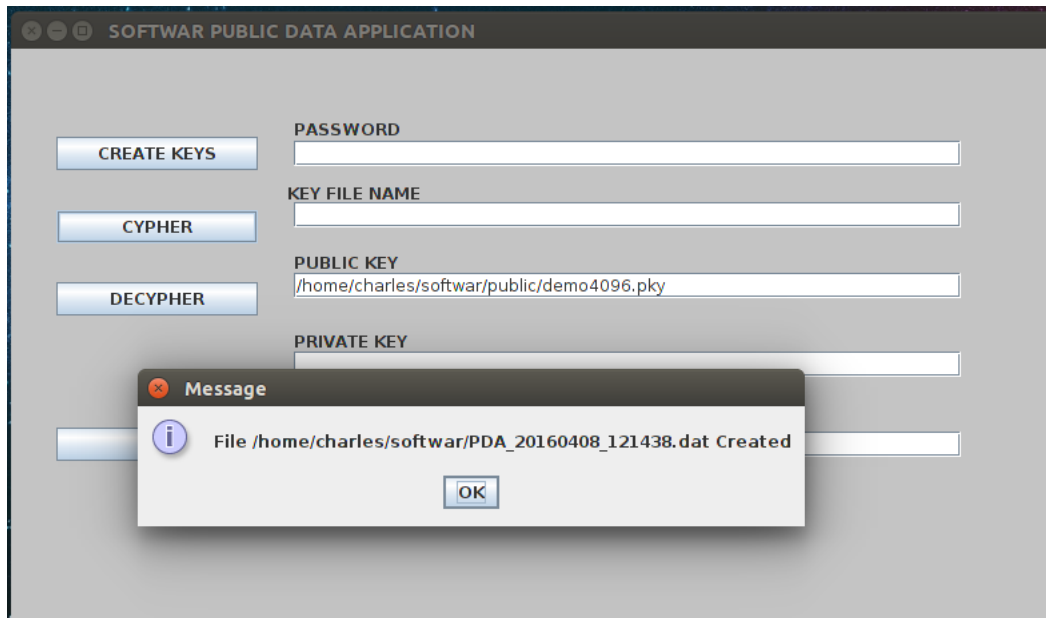 SOFTWAR PUBLIC DATA APPLICATION
PASSWORD
CREATE KEYS
KEY FILE NAME
CYPHER
PUBLIC KEY
/home/charles/softwar/public/demo4096.pky
DECYPHER
PRIVATE KEY
Message
File /home/charles/softwar/PDA_20160408_121438.dat Created
OK